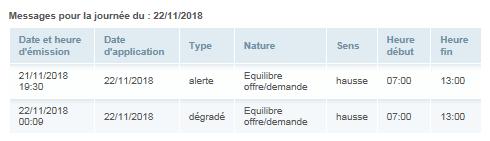 Messages pour la journée du : 22/11/2018
Date et heure d'émission Date d'application Type Nature Sens Heure début Heure fin
21/11/2018 19:30 22/11/2018 alerte Equilibre offre/demande hausse 07:00 13:00
22/11/2018 00:09 22/11/2018 dégradé Equilibre offre/demande hausse 07:00 13:00